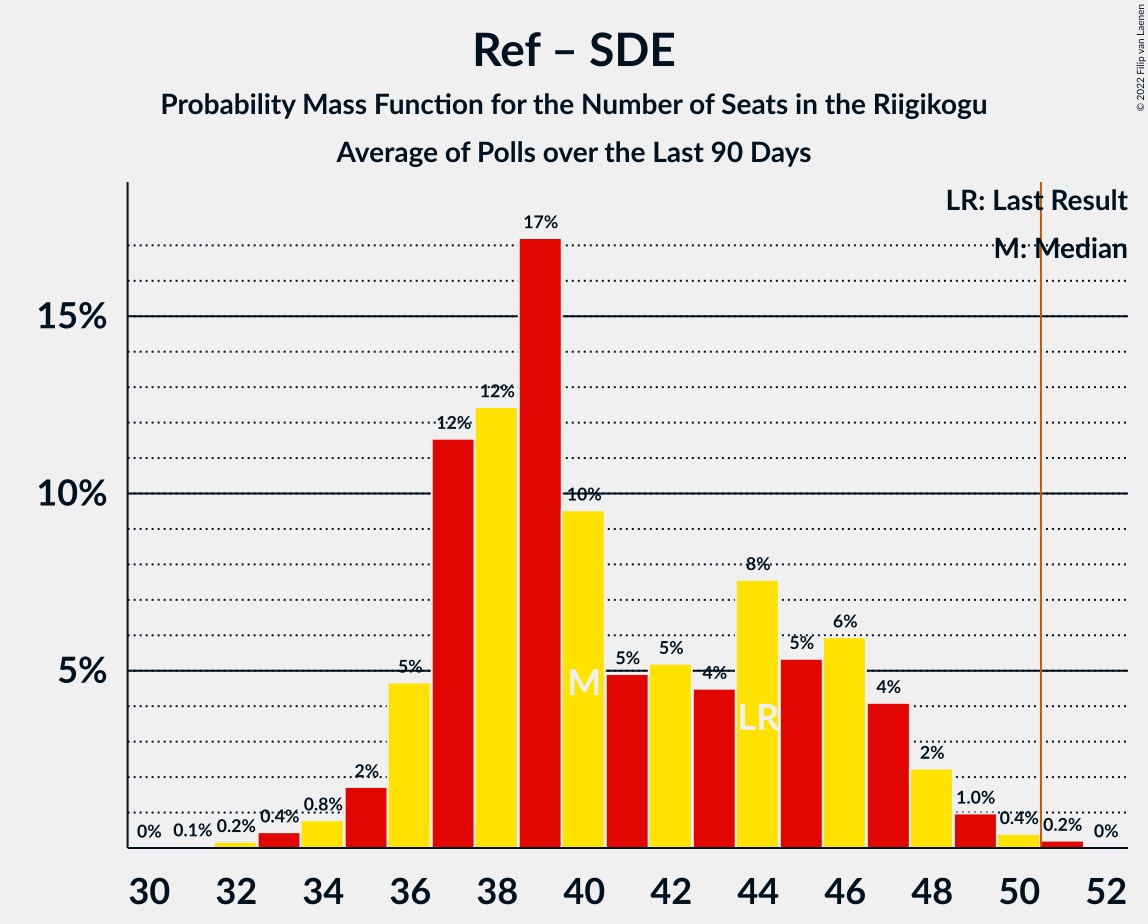 Ref – SDE
Probability Mass Function for the Number of Seats in the Riigikogu
Average of Polls over the Last 90 Days
© 2022 Filip van Laenen
LR: Last Result
M: Median
15%
10%
5%
0% 0.1% 0.2% 0.4% 0.8% 2% 5% 12% 12% 17% 10% 5% 5% 4% 8% 5% 6% 4% 2% 1.0% 0.4% 0.2% 0%
M
LR
30 32 34 36 38 40 42 44 46 48 50 52